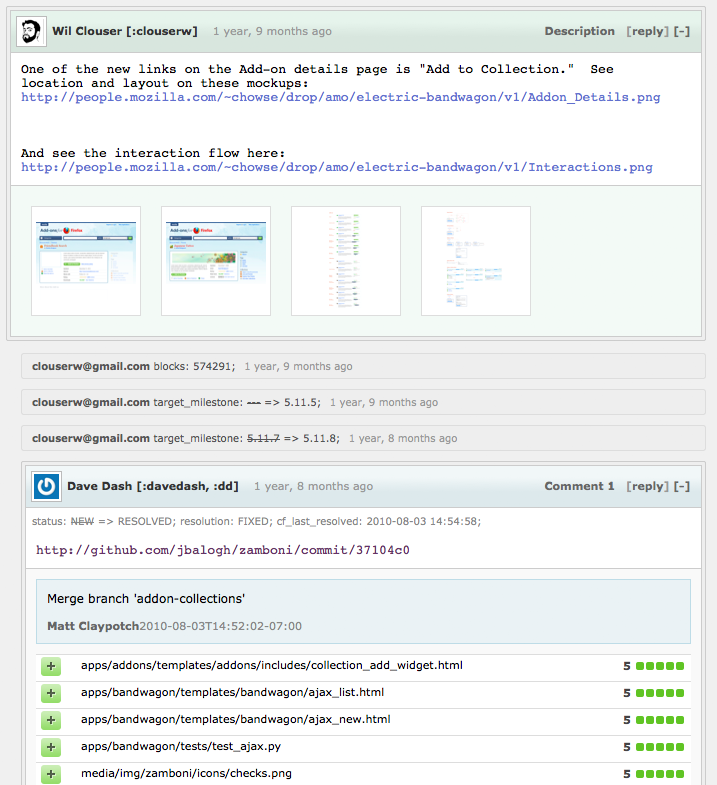 Wil Clouser [:clouserw] 1 year, 9 months ago Description [reply] [-]
One of the new links on the Add-on details page is "Add to Collection." See
location and layout on these mockups:
http://people.mozilla.com/~chowse/drop/amo/electric-bandwagon/v1/Addon_Details.png
And see the interaction flow here:
http://people.mozilla.com/~chowse/drop/amo/electric-bandwagon/v1/Interactions.png
Add-ons for Firefox
Add-ons for Firefox
clouserw@gmail.com blocks: 574291; 1 year, 9 months ago
clouserw@gmail.com target_milestone: --- => 5.11.5; 1 year, 9 months ago
clouserw@gmail.com target_milestone: 5.11.7 => 5.11.8; 1 year, 8 months ago
Dave Dash [:davedash, :dd] 1 year, 8 months ago Comment 1 [reply] [-]
status: NEW => RESOLVED; resolution: FIXED; cf_last_resolved: 2010-08-03 14:54:58;
http://github.com/jbalogh/zamboni/commit/37104c0
Merge branch 'addon-collections'
Matt Claypotch2010-08-03T14:52:02-07:00
+ apps/addons/templates/addons/includes/collection_add_widget.html 5
+ apps/bandwagon/templates/bandwagon/ajax_list.html 5
+ apps/bandwagon/templates/bandwagon/ajax_new.html 5
+ apps/bandwagon/tests/test_ajax.py 5
+ media/img/zamboni/icons/checks.png 5